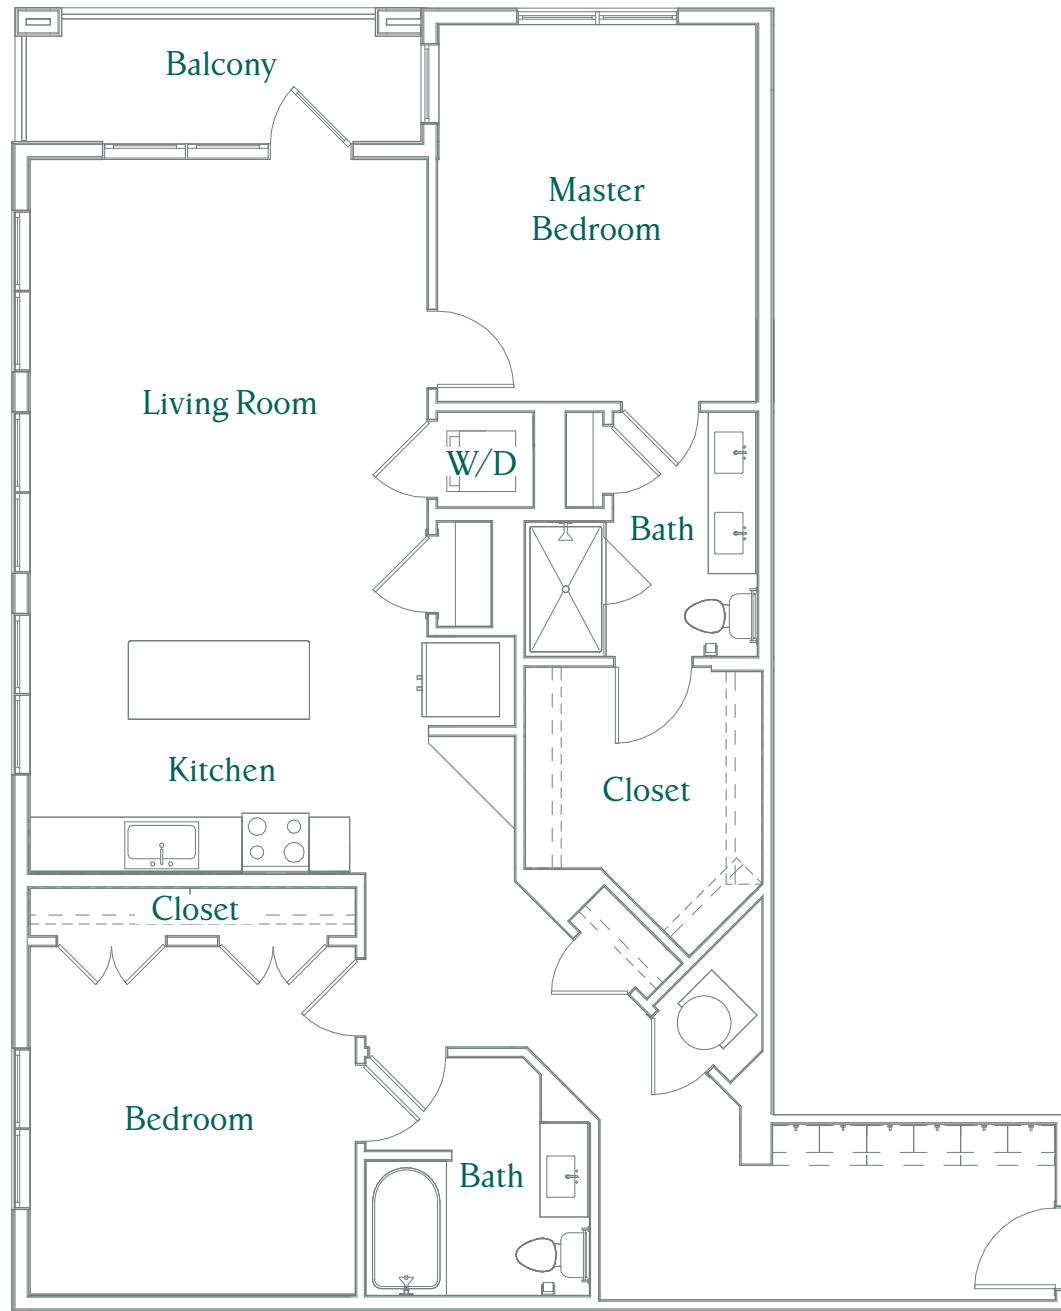 Balcony
Master
Bedroom
Living Room
W/D
Bath
Kitchen
Closet
Closet
Bedroom
Bath